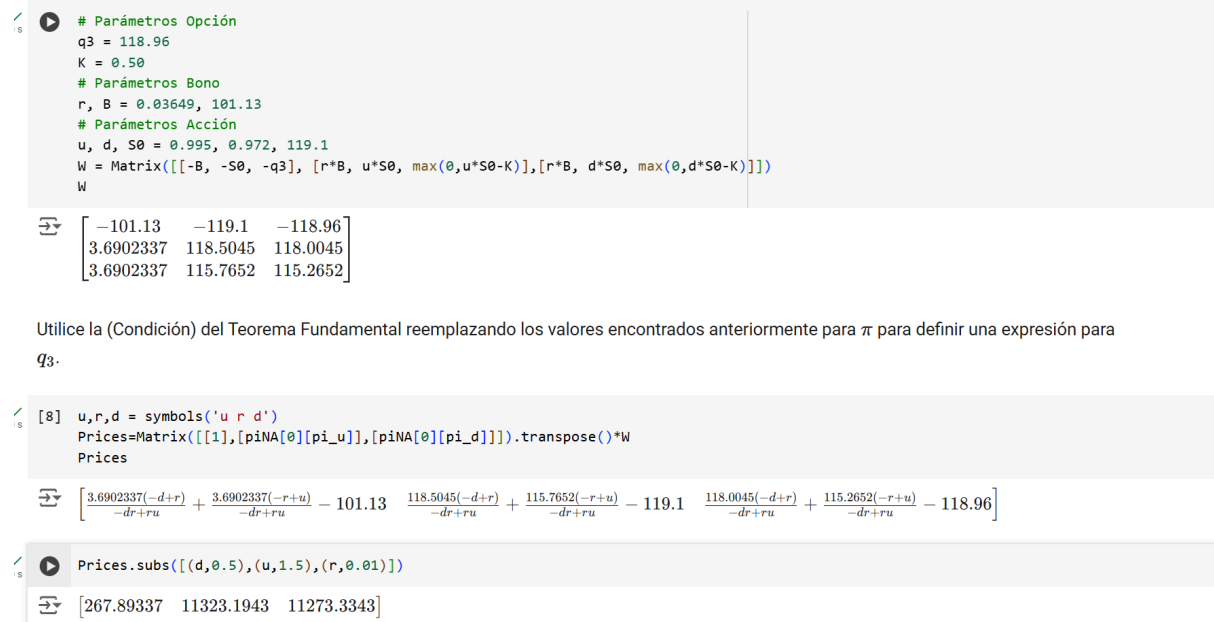 # Parámetros Opción
q3 = 118.96
K = 0.50
# Parámetros Bono
r, B = 0.03649, 101.13
# Parámetros Acción
u, d, S0 = 0.995, 0.972, 119.1
W = Matrix([[-B, -S0, -q3], [r*B, u*S0, max(0,u*S0-K)],[r*B, d*S0, max(0,d*S0-K)]])
W
[−101.13 −119.1 −118.96
3.6902337 118.5045 118.0045
3.6902337 115.7652 115.2652]
Utilice la (Condición) del Teorema Fundamental reemplazando los valores encontrados anteriormente para π para definir una expresión para
q₃.
[8] u,r,d = symbols('u r d')
Prices=Matrix([[1],[piNA[0][pi_u]],[piNA[0][pi_d]]]).transpose()*W
Prices
[3.6902337(−d+r)/−dr+ru + 3.6902337(−r+u)/−dr+ru − 101.13 118.5045(−d+r)/−dr+ru + 115.7652(−r+u)/−dr+ru − 119.1 118.0045(−d+r)/−dr+ru + 115.2652(−r+u)/−dr+ru − 118.96]
Prices.subs([(d,0.5),(u,1.5),(r,0.01)])
[267.89337 11323.1943 11273.3343]